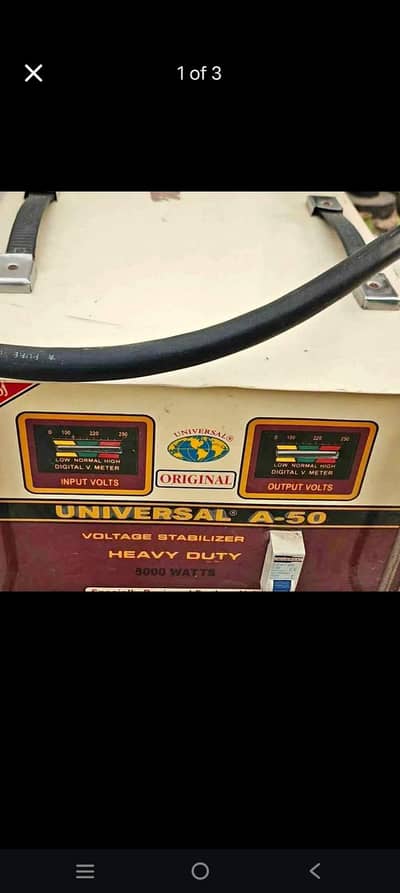 1 of 3
PURE
0 100 220 250
LOW NORMAL HIGH
DIGITAL V. METER
INPUT VOLTS
UNIVERSAL®
ORIGINAL
0 100 220 250
LOW NORMAL HIGH
DIGITAL V. METER
OUTPUT VOLTS
UNIVERSAL® A-50
VOLTAGE STABILIZER
HEAVY DUTY
5000 WATTS